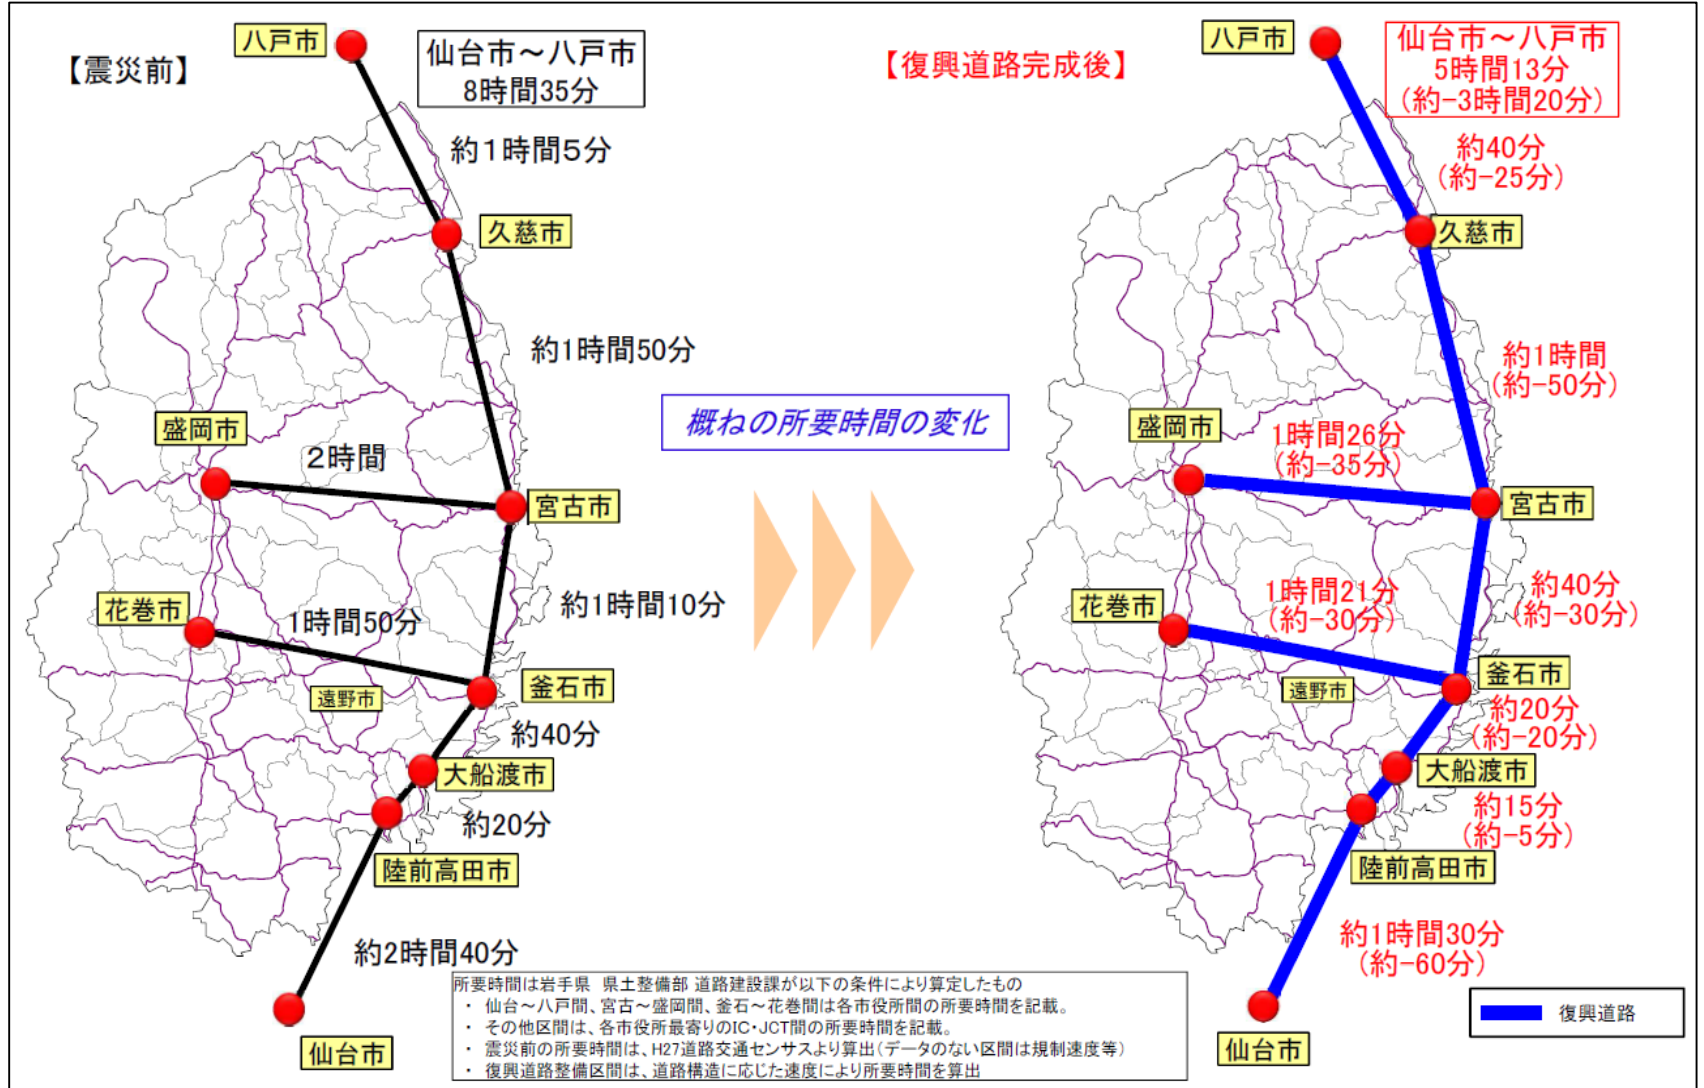 【震災前】
八戸市
仙台市～八戸市
8時間35分
約１時間５分
久慈市
約1時間50分
盛岡市
２時間
宮古市
花巻市
1時間50分
約1時間10分
遠野市
釜石市
約40分
大船渡市
約20分
陸前高田市
約2時間40分
仙台市
概ねの所要時間の変化
【復興道路完成後】
八戸市
仙台市～八戸市
5時間13分
(約-3時間20分)
約40分
(約-25分)
久慈市
約1時間
(約-50分)
盛岡市
1時間26分
(約-35分)
宮古市
花巻市
1時間21分
(約-30分)
約40分
(約-30分)
遠野市
釜石市
約20分
(約-20分)
大船渡市
約15分
(約-5分)
陸前高田市
約1時間30分
(約-60分)
仙台市
復興道路
所要時間は岩手県　県土整備部 道路建設課が以下の条件により算定したもの
・ 仙台～八戸間、宮古～盛岡間、釜石～花巻間は各市役所間の所要時間を記載。
・ その他区間は、各市役所最寄りのIC・JCT間の所要時間を記載。
・ 震災前の所要時間は、H27道路交通センサスより算出(データのない区間は規制速度等)
・ 復興道路整備区間は、道路構造に応じた速度により所要時間を算出